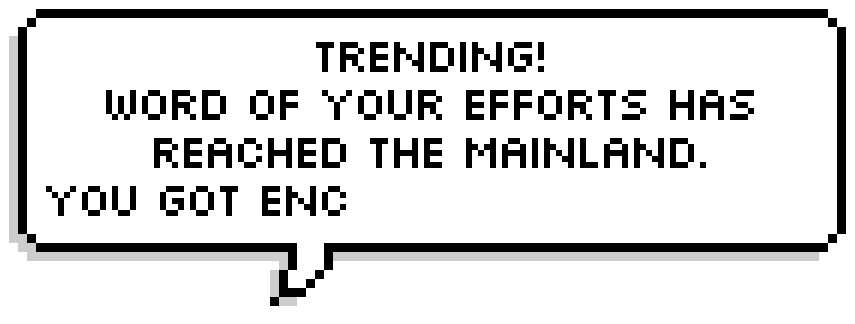 TRENDING!
WORD OF YOUR EFFORTS HAS
REACHED THE MAINLAND.
YOU GOT ENC